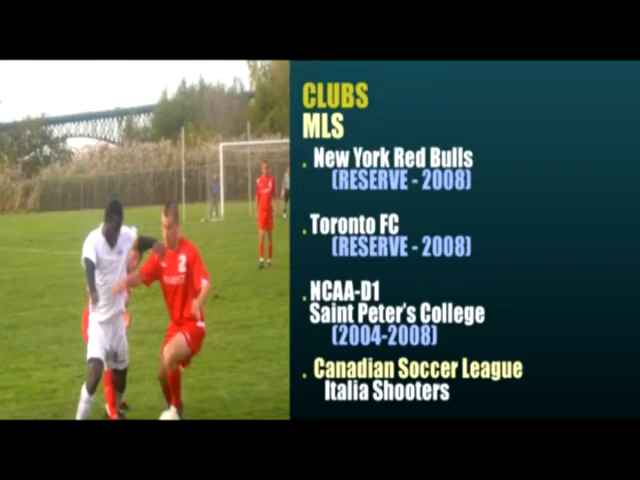 CLUBS
MLS
. New York Red Bulls
(RESERVE - 2008)
. Toronto FC
(RESERVE - 2008)
. NCAA-D1
Saint Peter's College
(2004-2008)
. Canadian Soccer League
Italia Shooters
2